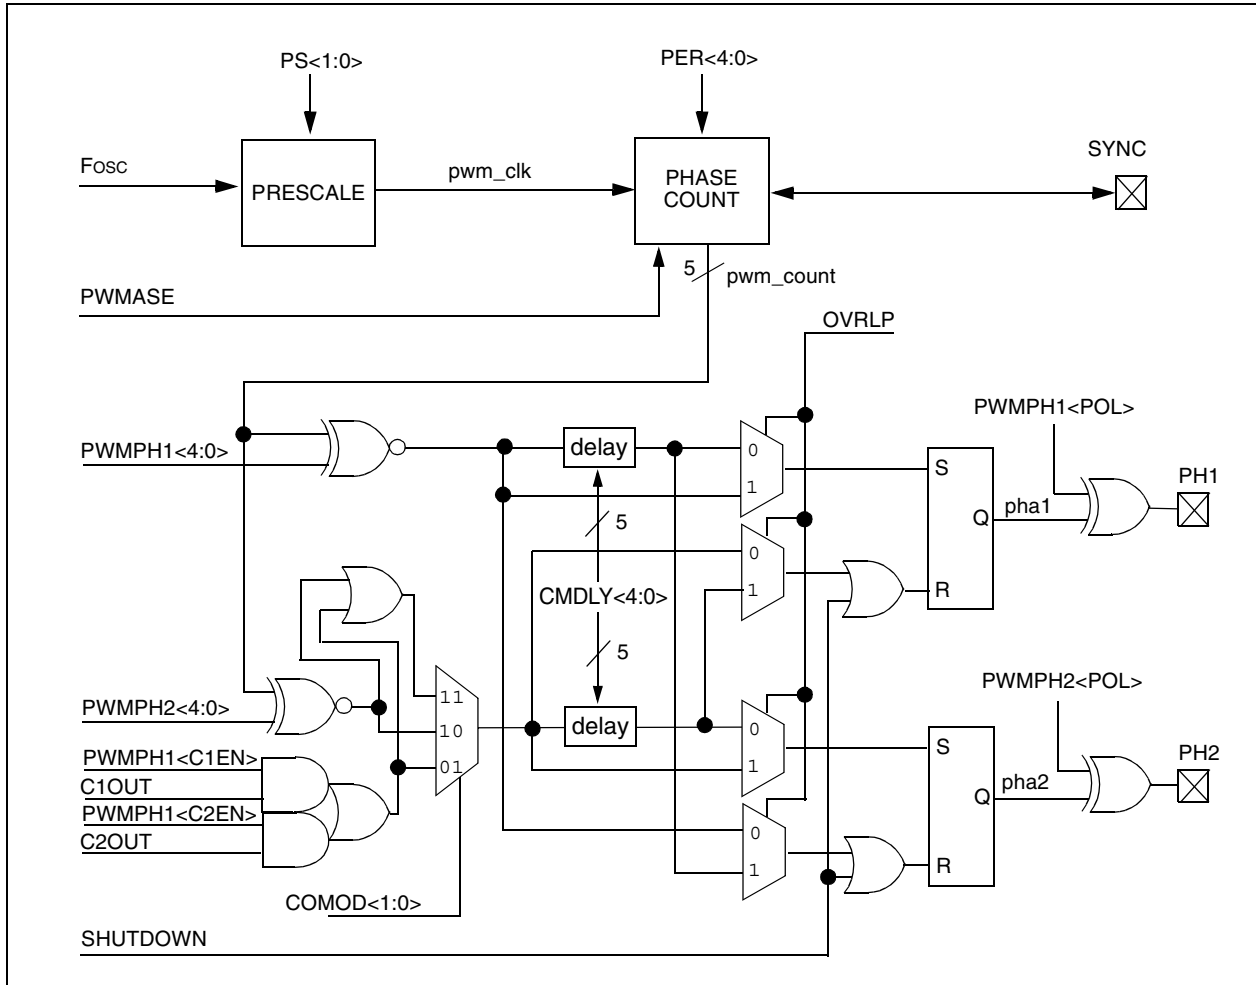 PS<1:0>
PER<4:0>
FOSC
PRESCALE
pwm_clk
PHASE
COUNT
SYNC
PWMASE
5
pwm_count
OVRLP
PWMPH1<POL>
PWMPH1<4:0>
delay
0
1
S
Q
R
pha1
PH1
5
0
1
CMDLY<4:0>
5
PWMPH2<POL>
PWMPH2<4:0>
11
10
01
delay
0
1
S
Q
R
pha2
PH2
PWMPH1<C1EN>
C1OUT
PWMPH1<C2EN>
C2OUT
0
1
COMOD<1:0>
SHUTDOWN